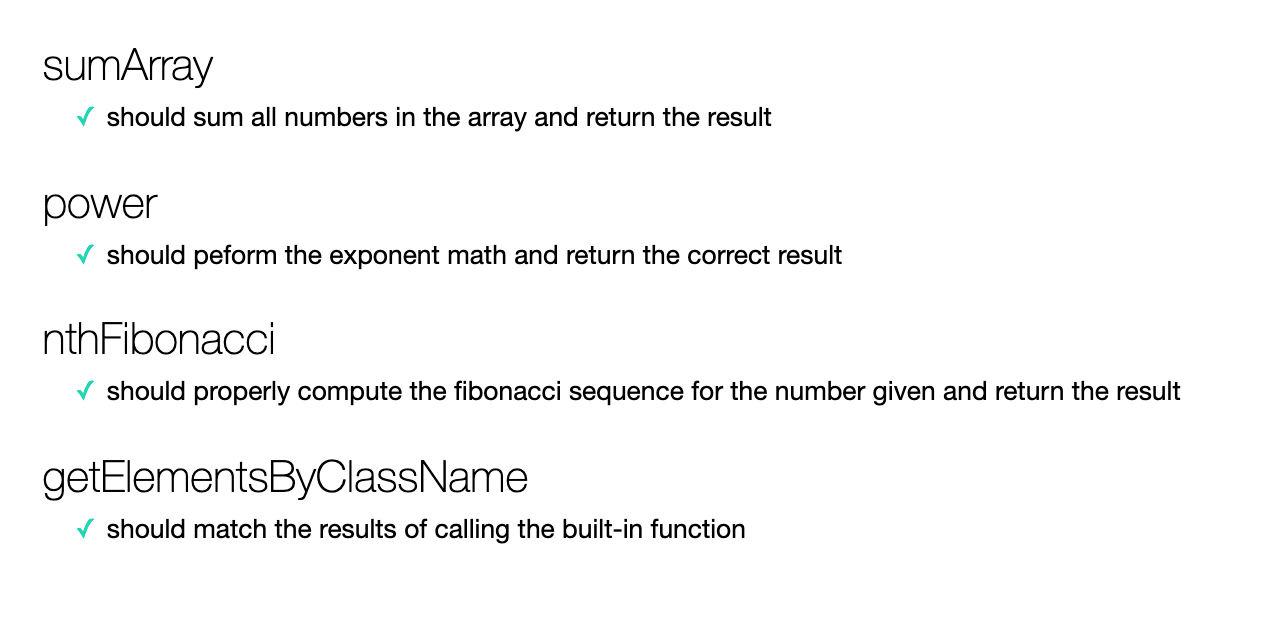 sumArray
✓ should sum all numbers in the array and return the result
power
✓ should peform the exponent math and return the correct result
nthFibonacci
✓ should properly compute the fibonacci sequence for the number given and return the result
getElementsByClassName
✓ should match the results of calling the built-in function